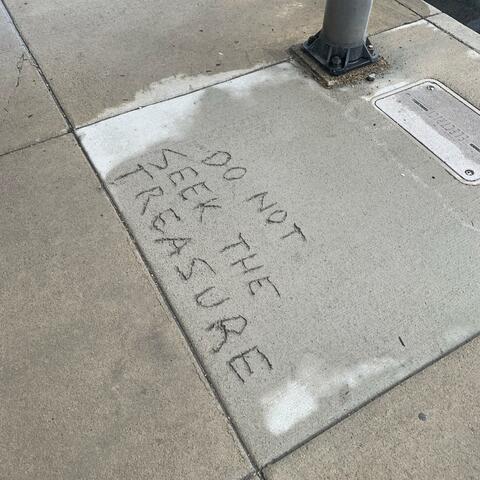 DO NOT
SEEK THE
TREASURE